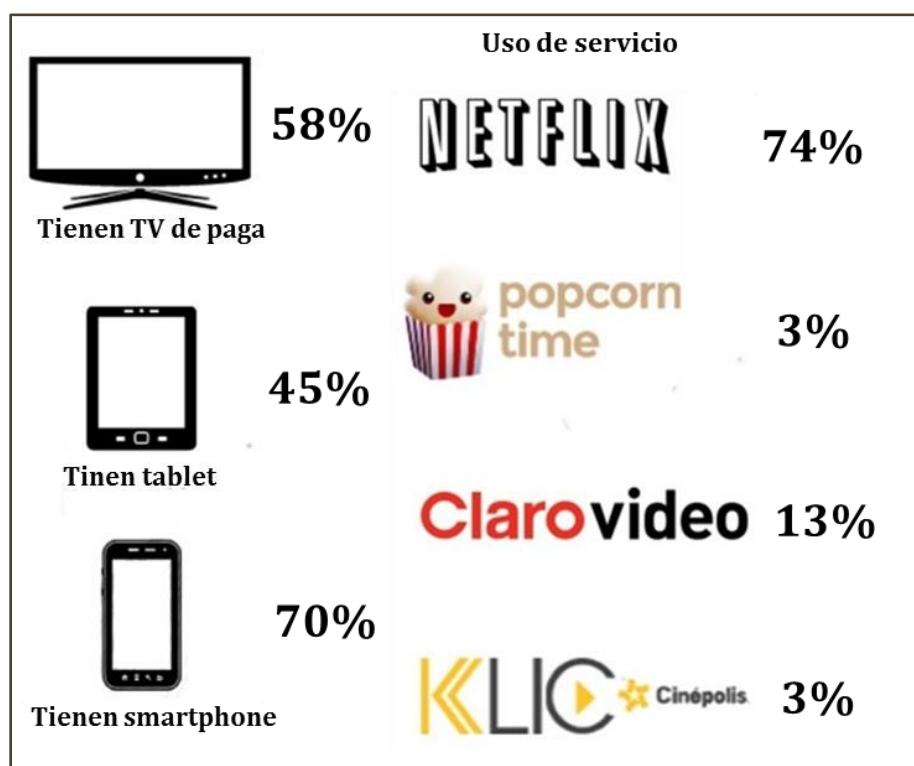 58%
Tienen TV de paga
45%
Tinen tablet
70%
Tienen smartphone
Uso de servicio
NETFLIX
74%
popcorn
time
3%
Clarovideo
13%
KLIC Cinépolis
3%